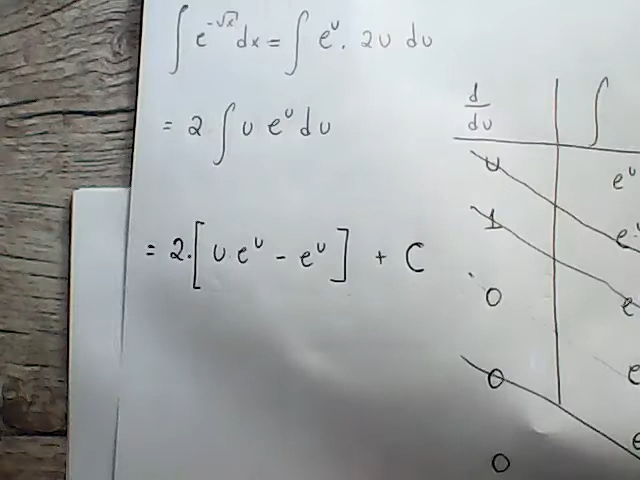 ∫ e^{-√x} dx = ∫ e^u . 2u du
= 2 ∫ u e^u du
= 2.[u.e^u - e^u] + C
d/du ∫
u e^u
1 e^u
0 e
0 e
0 e